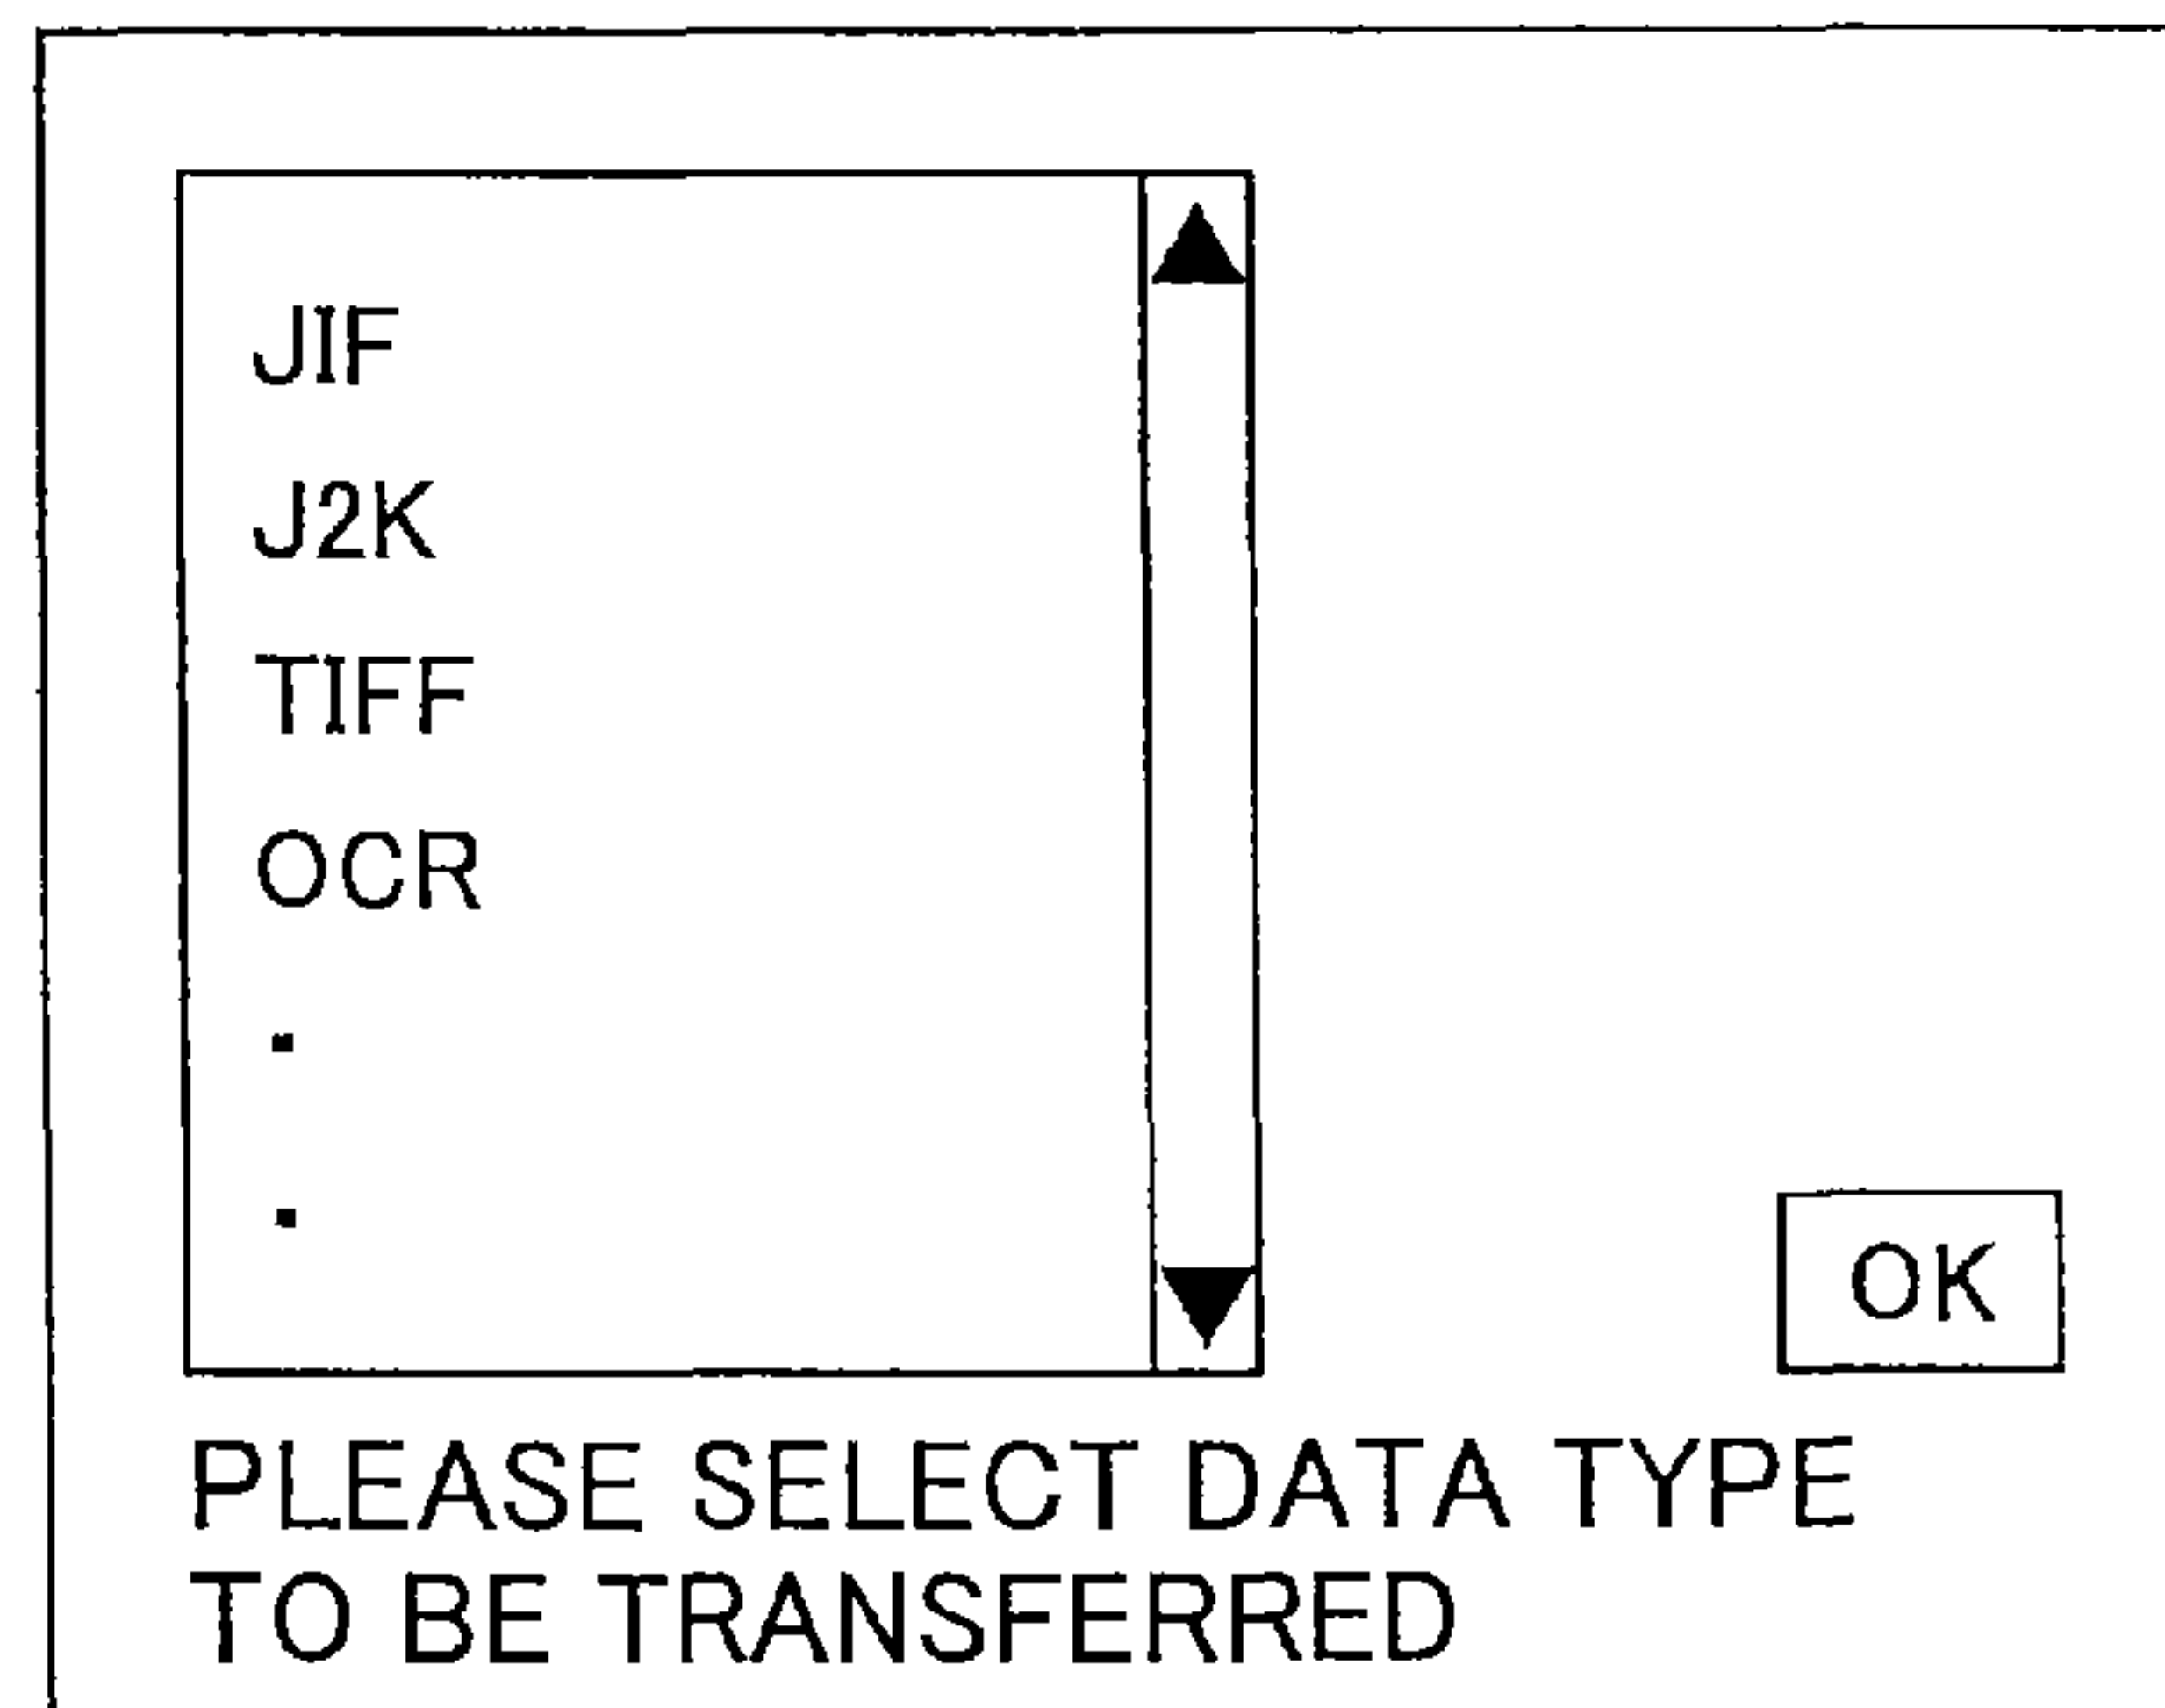 JIF
J2K
TIFF
OCR
OK
PLEASE SELECT DATA TYPE
TO BE TRANSFERRED